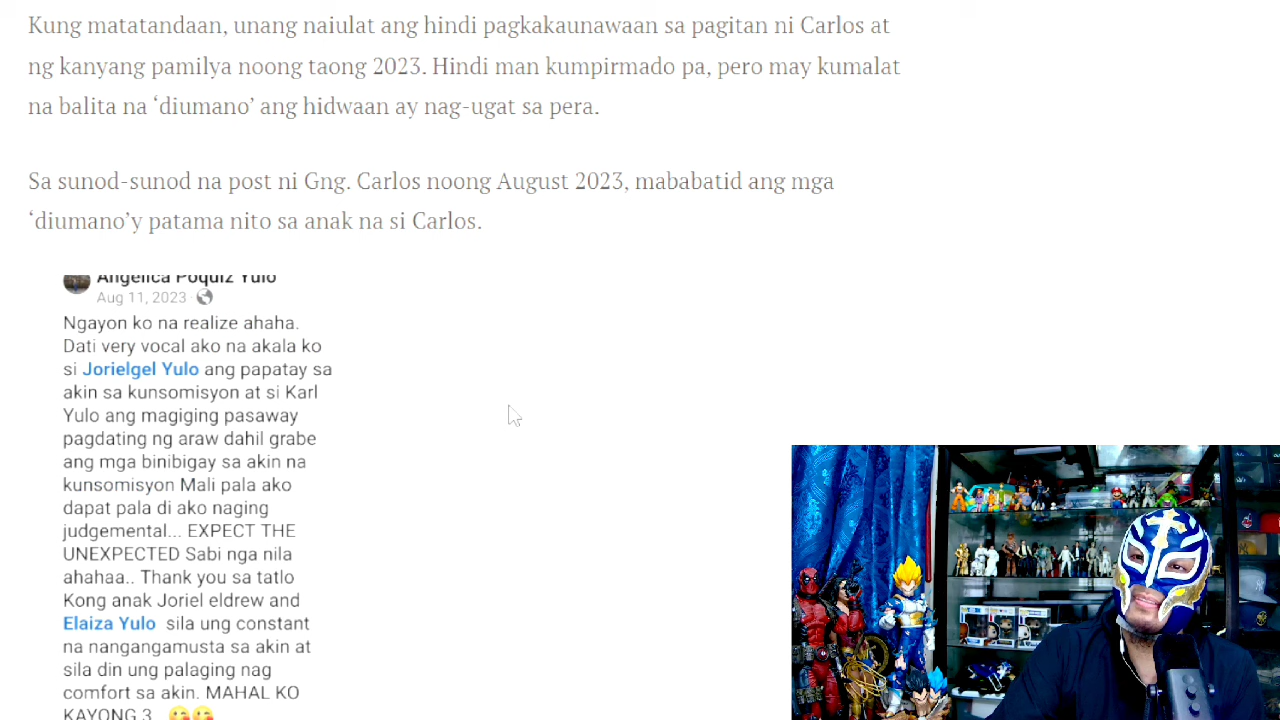 Kung matatandaan, unang naiulat ang hindi pagkakaunawaan sa pagitan ni Carlos at
ng kanyang pamilya noong taong 2023. Hindi man kumpirmado pa, pero may kumalat
na balita na ‘diumano’ ang hidwaan ay nag-ugat sa pera.
Sa sunod-sunod na post ni Gng. Carlos noong August 2023, mababatid ang mga
‘diumano’y patama nito sa anak na si Carlos.
Angelica Poquiz Yulo
Aug 11, 2023 ·
Ngayon ko na realize ahaha.
Dati very vocal ako na akala ko
si Jorielgel Yulo ang papatay sa
akin sa kunsomisyon at si Karl
Yulo ang magiging pasaway
pagdating ng araw dahil grabe
ang mga binibigay sa akin na
kunsomisyon Mali pala ako
dapat pala di ako naging
judgemental... EXPECT THE
UNEXPECTED Sabi nga nila
ahahaa.. Thank you sa tatlo
Kong anak Joriel eldrew and
Elaiza Yulo sila ung constant
na nangangamusta sa akin at
sila din ung palaging nag
comfort sa akin. MAHAL KO
KAYONG 3 😘😘